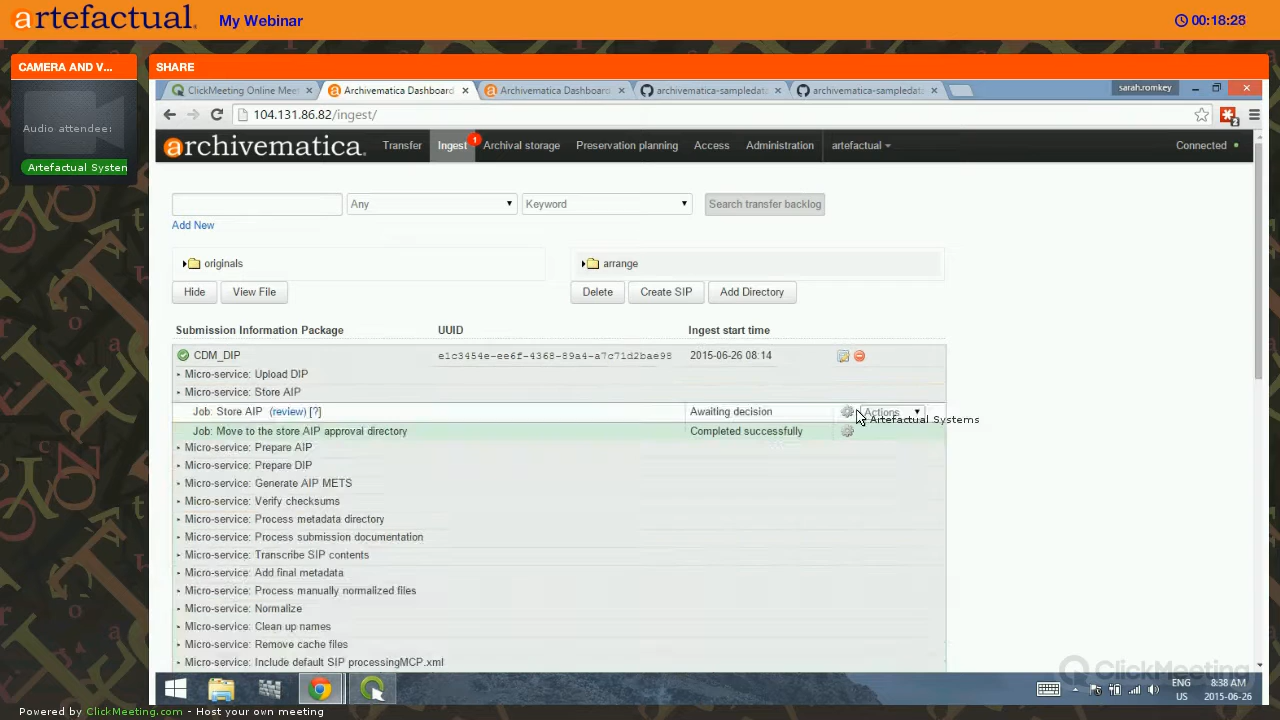 artefactual. My Webinar 00:18:28
CAMERA AND V... SHARE
Audio attendee:
Artefactual System
ClickMeeting Online Meet Archivematica Dashboard Archivematica Dashboard archivematica-sampledata archivematica-sampledata sarah.romkey
104.131.86.82/ingest/ 2
archivematica. Transfer Ingest 1 Archival storage Preservation planning Access Administration artefactual Connected
Any Keyword Search transfer backlog
Add New
originals arrange
Hide View File Delete Create SIP Add Directory
Submission Information Package UUID Ingest start time
CDM_DIP e1c3454e-ee6f-4368-89a4-a7c71d2bae98 2015-06-26 08:14
Micro-service: Upload DIP
Micro-service: Store AIP
Job: Store AIP (review) [?] Awaiting decision Actions
Artefactual Systems
Job: Move to the store AIP approval directory Completed successfully
Micro-service: Prepare AIP
Micro-service: Prepare DIP
Micro-service: Generate AIP METS
Micro-service: Verify checksums
Micro-service: Process metadata directory
Micro-service: Process submission documentation
Micro-service: Transcribe SIP contents
Micro-service: Add final metadata
Micro-service: Process manually normalized files
Micro-service: Normalize
Micro-service: Clean up names
Micro-service: Remove cache files
Micro-service: Include default SIP processingMCP.xml
ClickMeeting
ENG 8:38 AM
US 2015-06-26
Powered by ClickMeeting.com - Host your own meeting